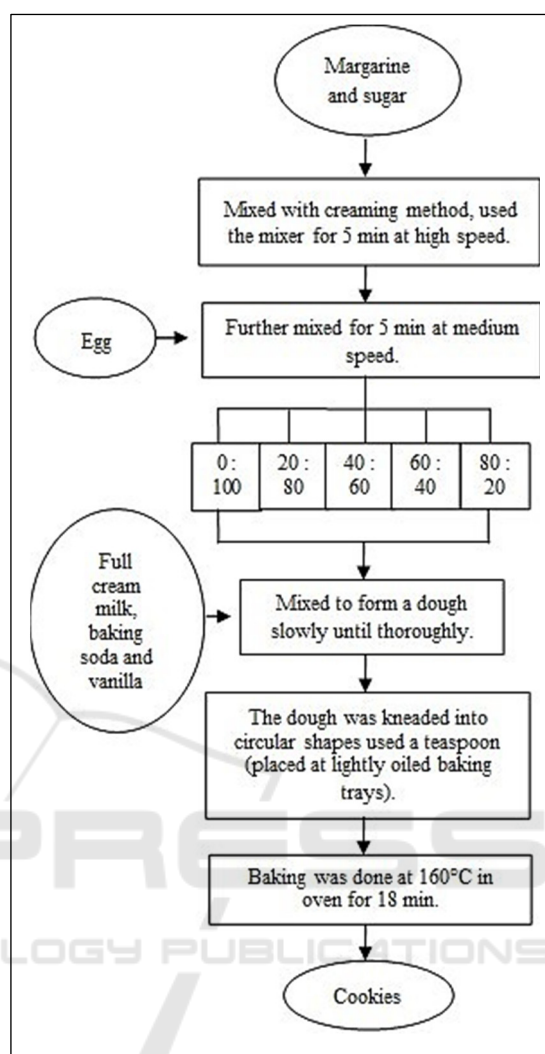 Margarine
and sugar
Mixed with creaming method, used
the mixer for 5 min at high speed.
Egg
Further mixed for 5 min at medium
speed.
0 :
100
20 :
80
40 :
60
60 :
40
80 :
20
Full
cream
milk,
baking
soda and
vanilla
Mixed to form a dough
slowly until thoroughly.
The dough was kneaded into
circular shapes used a teaspoon
(placed at lightly oiled baking
trays).
Baking was done at 160°C in
oven for 18 min.
Cookies
PRESS
LOGY PUBLICATIONS